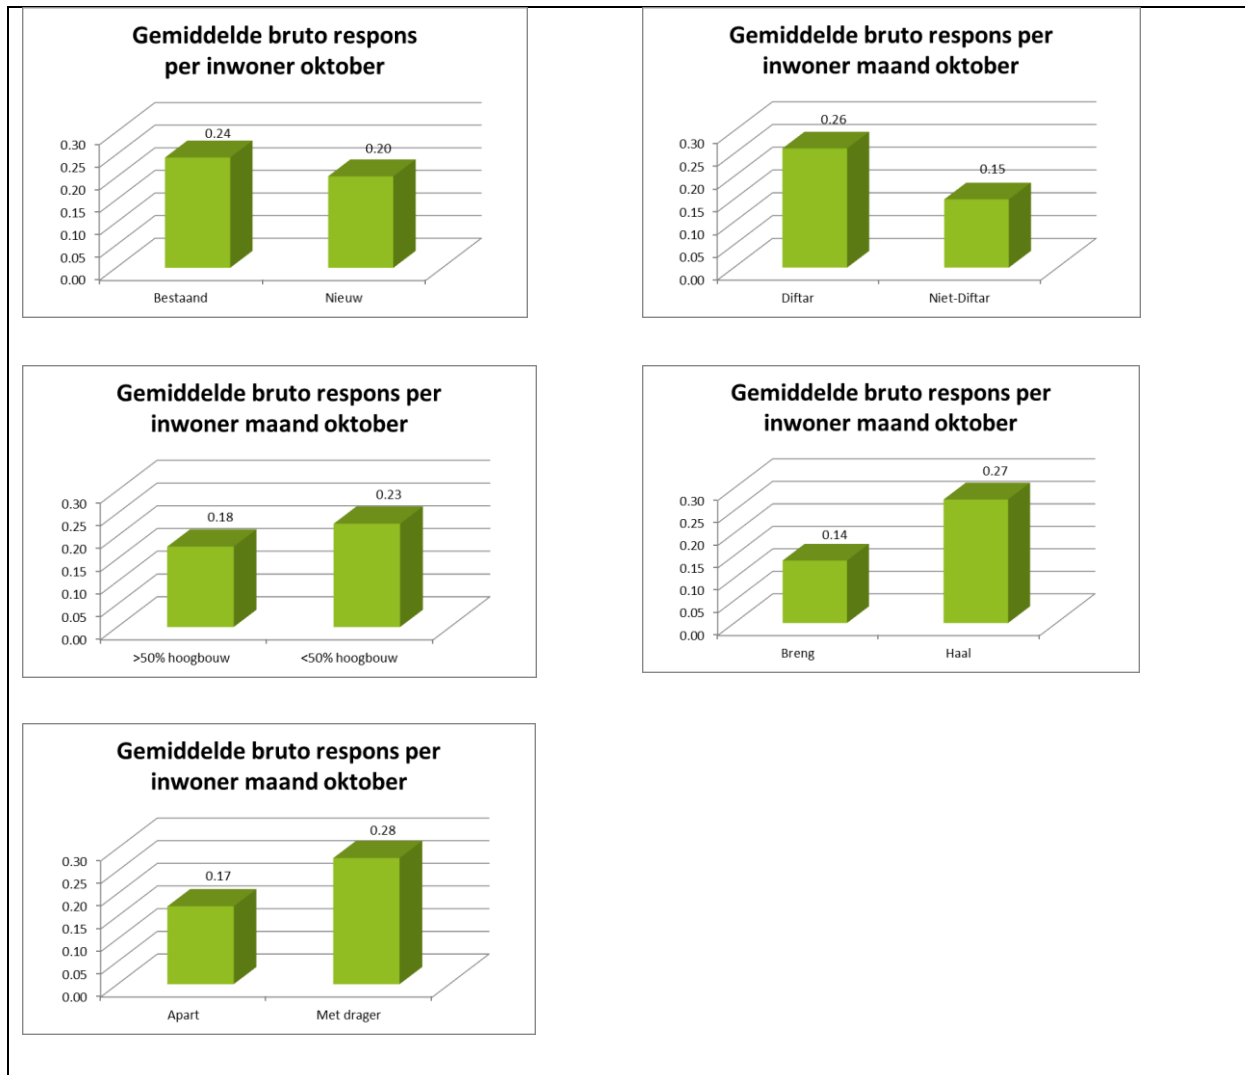 Gemiddelde bruto respons
per inwoner oktober
0.30
0.25
0.20
0.15
0.10
0.05
0.00
0.24
0.20
Bestaand
Nieuw
Gemiddelde bruto respons per
inwoner maand oktober
0.30
0.25
0.20
0.15
0.10
0.05
0.00
0.26
0.15
Diftar
Niet-Diftar
Gemiddelde bruto respons per
inwoner maand oktober
0.30
0.25
0.20
0.15
0.10
0.05
0.00
0.18
0.23
>50% hoogbouw
<50% hoogbouw
Gemiddelde bruto respons per
inwoner maand oktober
0.30
0.25
0.20
0.15
0.10
0.05
0.00
0.14
0.27
Breng
Haal
Gemiddelde bruto respons per
inwoner maand oktober
0.30
0.25
0.20
0.15
0.10
0.05
0.00
0.17
0.28
Apart
Met drager